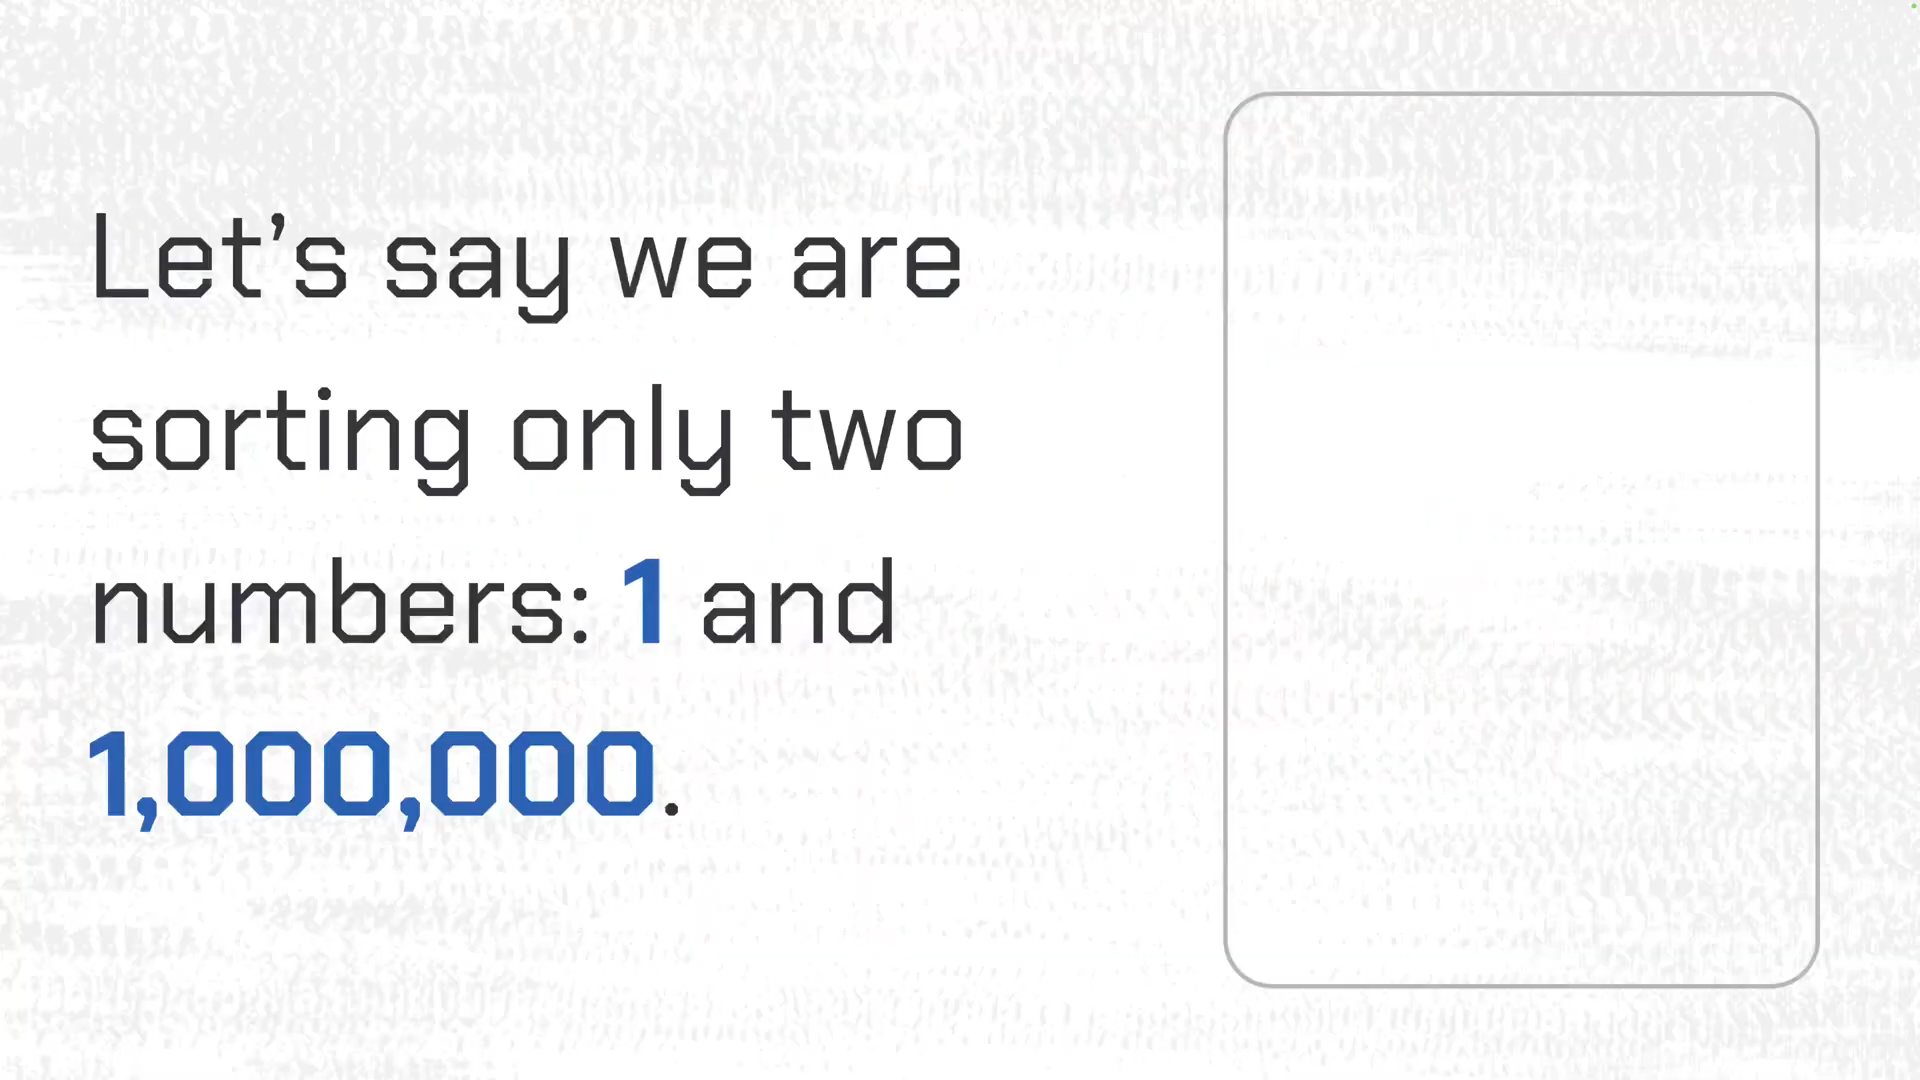 Let’s say we are
sorting only two
numbers: 1 and
1,000,000.